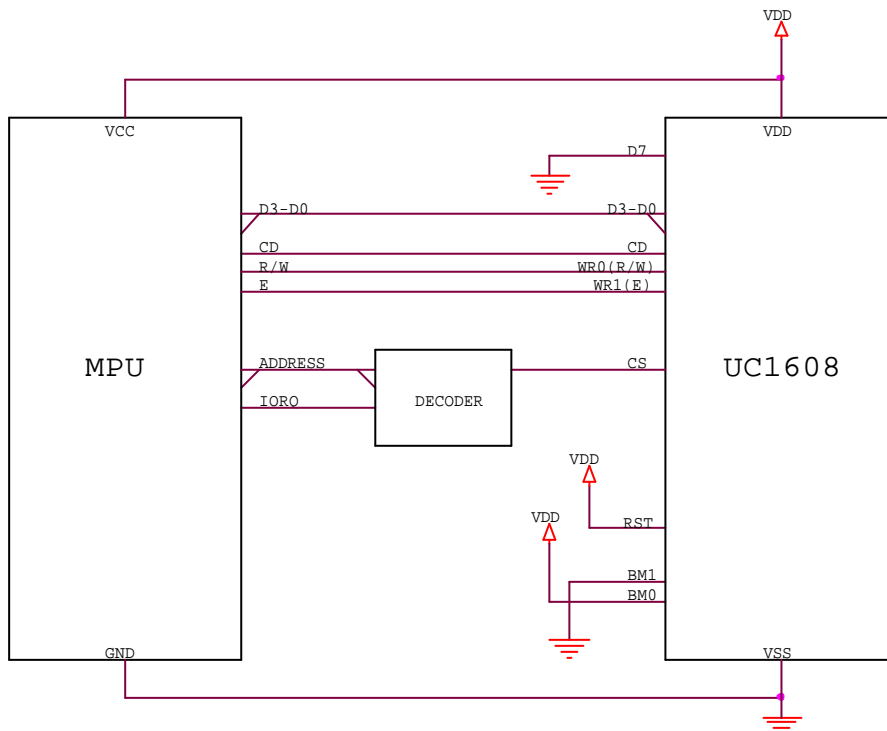 VDD
VCC VDD
D7
D3-D0 D3-D0
CD CD
R/W WR0(R/W)
E WR1(E)
MPU ADDRESS CS UC1608
IORQ DECODER
VDD
VDD RST
BM1
BM0
GND VSS